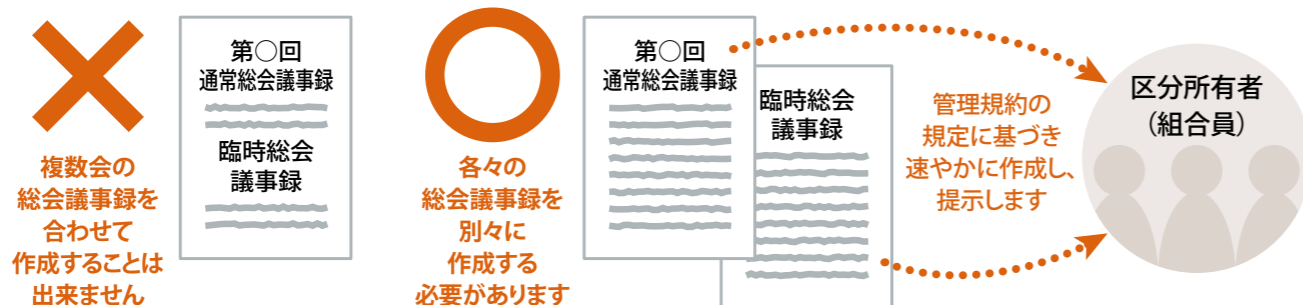 第○回
通常総会議事録
臨時総会
議事録
複数会の
総会議事録を
合わせて
作成することは
出来ません
各々の
総会議事録を
別々に
作成する
必要があります
第○回
通常総会議事録
臨時総会
議事録
管理規約の
規定に基づき
速やかに作成し、
提示します
区分所有者
（組合員）